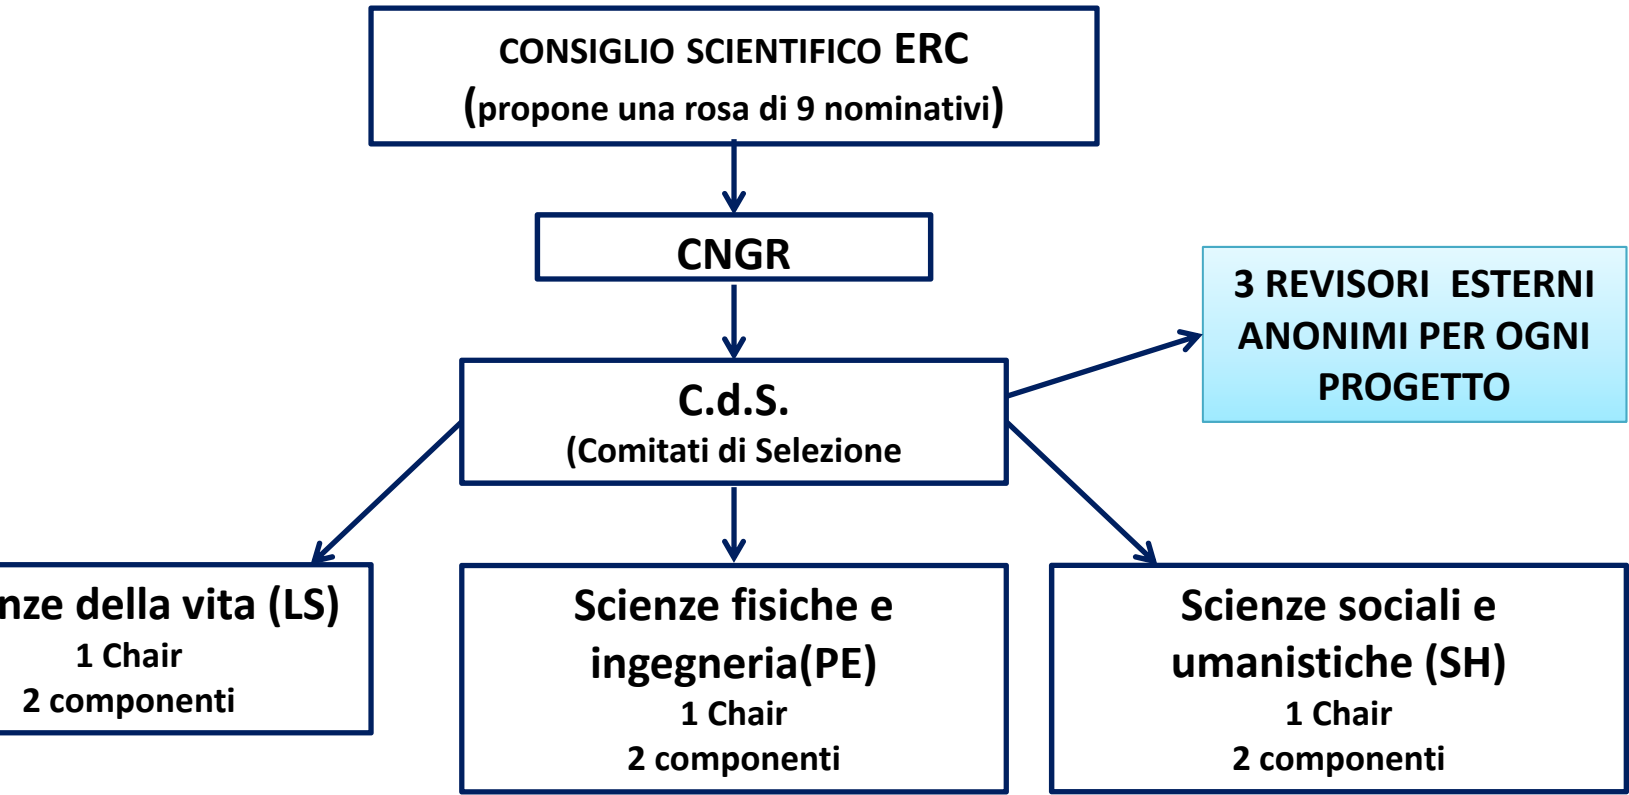 CONSIGLIO SCIENTIFICO ERC
(propone una rosa di 9 nominativi)
CNGR
3 REVISORI ESTERNI
ANONIMI PER OGNI
PROGETTO
C.d.S.
(Comitati di Selezione
nze della vita (LS)
1 Chair
2 componenti
Scienze fisiche e
ingegneria(PE)
1 Chair
2 componenti
Scienze sociali e
umanistiche (SH)
1 Chair
2 componenti